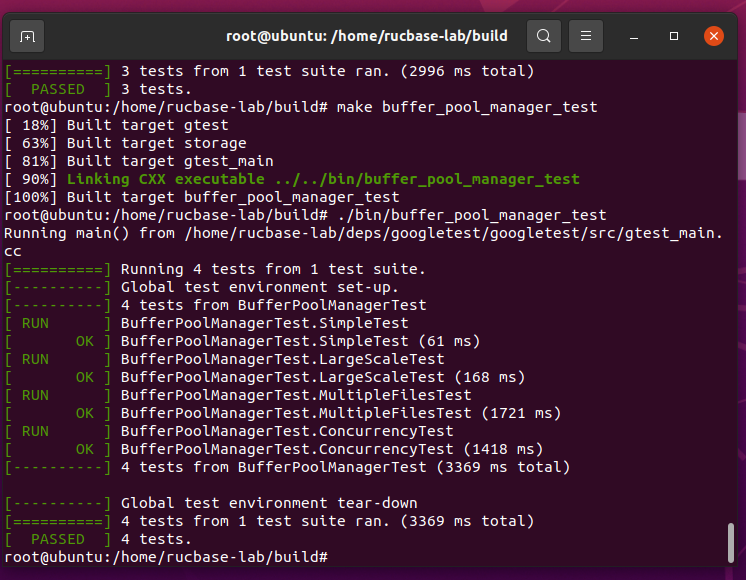 root@ubuntu: /home/rucbase-lab/build
[==========] 3 tests from 1 test suite ran. (2996 ms total)
[  PASSED  ] 3 tests.
root@ubuntu:/home/rucbase-lab/build# make buffer_pool_manager_test
[ 18%] Built target gtest
[ 63%] Built target storage
[ 81%] Built target gtest_main
[ 90%] Linking CXX executable ../../bin/buffer_pool_manager_test
[100%] Built target buffer_pool_manager_test
root@ubuntu:/home/rucbase-lab/build# ./bin/buffer_pool_manager_test
Running main() from /home/rucbase-lab/deps/googletest/googletest/src/gtest_main.
cc
[==========] Running 4 tests from 1 test suite.
[----------] Global test environment set-up.
[----------] 4 tests from BufferPoolManagerTest
[ RUN      ] BufferPoolManagerTest.SimpleTest
[       OK ] BufferPoolManagerTest.SimpleTest (61 ms)
[ RUN      ] BufferPoolManagerTest.LargeScaleTest
[       OK ] BufferPoolManagerTest.LargeScaleTest (168 ms)
[ RUN      ] BufferPoolManagerTest.MultipleFilesTest
[       OK ] BufferPoolManagerTest.MultipleFilesTest (1721 ms)
[ RUN      ] BufferPoolManagerTest.ConcurrencyTest
[       OK ] BufferPoolManagerTest.ConcurrencyTest (1418 ms)
[----------] 4 tests from BufferPoolManagerTest (3369 ms total)
[----------] Global test environment tear-down
[==========] 4 tests from 1 test suite ran. (3369 ms total)
[  PASSED  ] 4 tests.
root@ubuntu:/home/rucbase-lab/build#